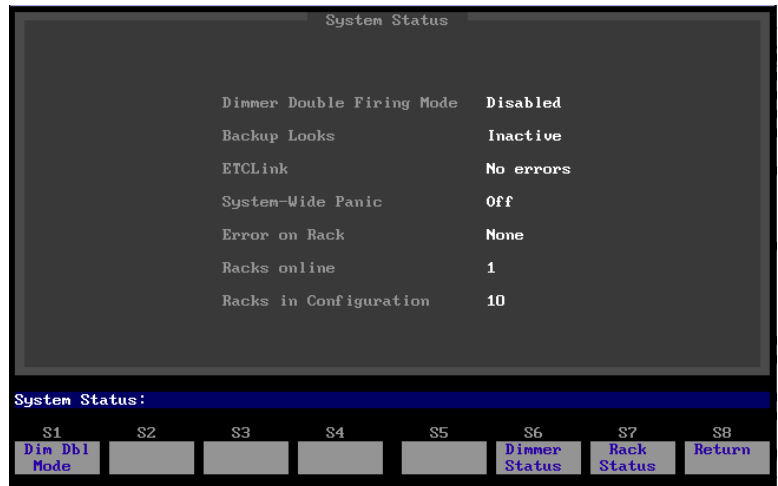 System Status
Dimmer Double Firing Mode Disabled
Backup Looks Inactive
ETCLink No errors
System-Wide Panic Off
Error on Rack None
Racks online 1
Racks in Configuration 10
System Status:
S1 S2 S3 S4 S5 S6 S7 S8
Dim Dbl Dimmer Rack Return
Mode Status Status